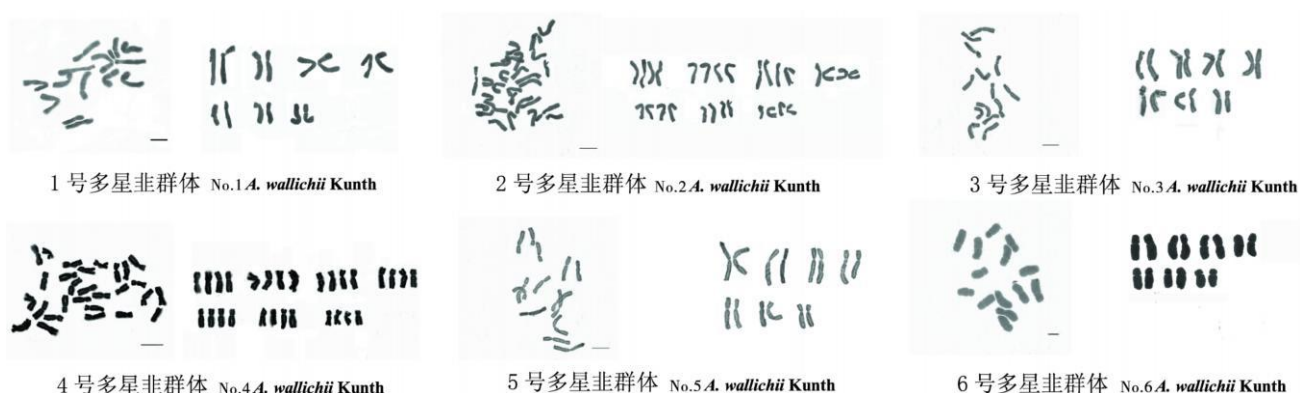 1 号多星韭群体 No.1 A. wallichii Kunth
2 号多星韭群体 No.2 A. wallichii Kunth
3 号多星韭群体 No.3 A. wallichii Kunth
4 号多星韭群体 No.4 A. wallichii Kunth
5 号多星韭群体 No.5 A. wallichii Kunth
6 号多星韭群体 No.6 A. wallichii Kunth